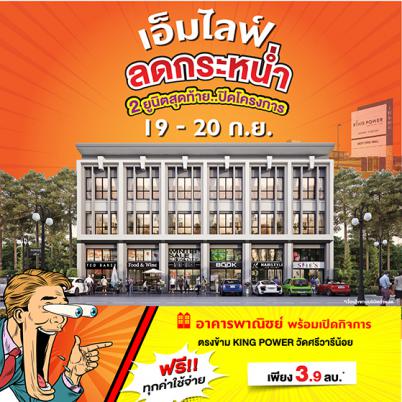 เอ็มไลฟ์
ลดกระหน่ำ
2 ยูนิตสุดท้าย..ปิดโครงการ
19 - 20 ก.ย.
KING POWER
Food & Wine
BOOK
HAIRSTYLE
อาคารพาณิชย์ พร้อมเปิดกิจการ
ตรงข้าม KING POWER วัดศรีวารีน้อย
ฟรี!!
ทุกค่าใช้จ่าย
เพียง 3.9 ลบ.*